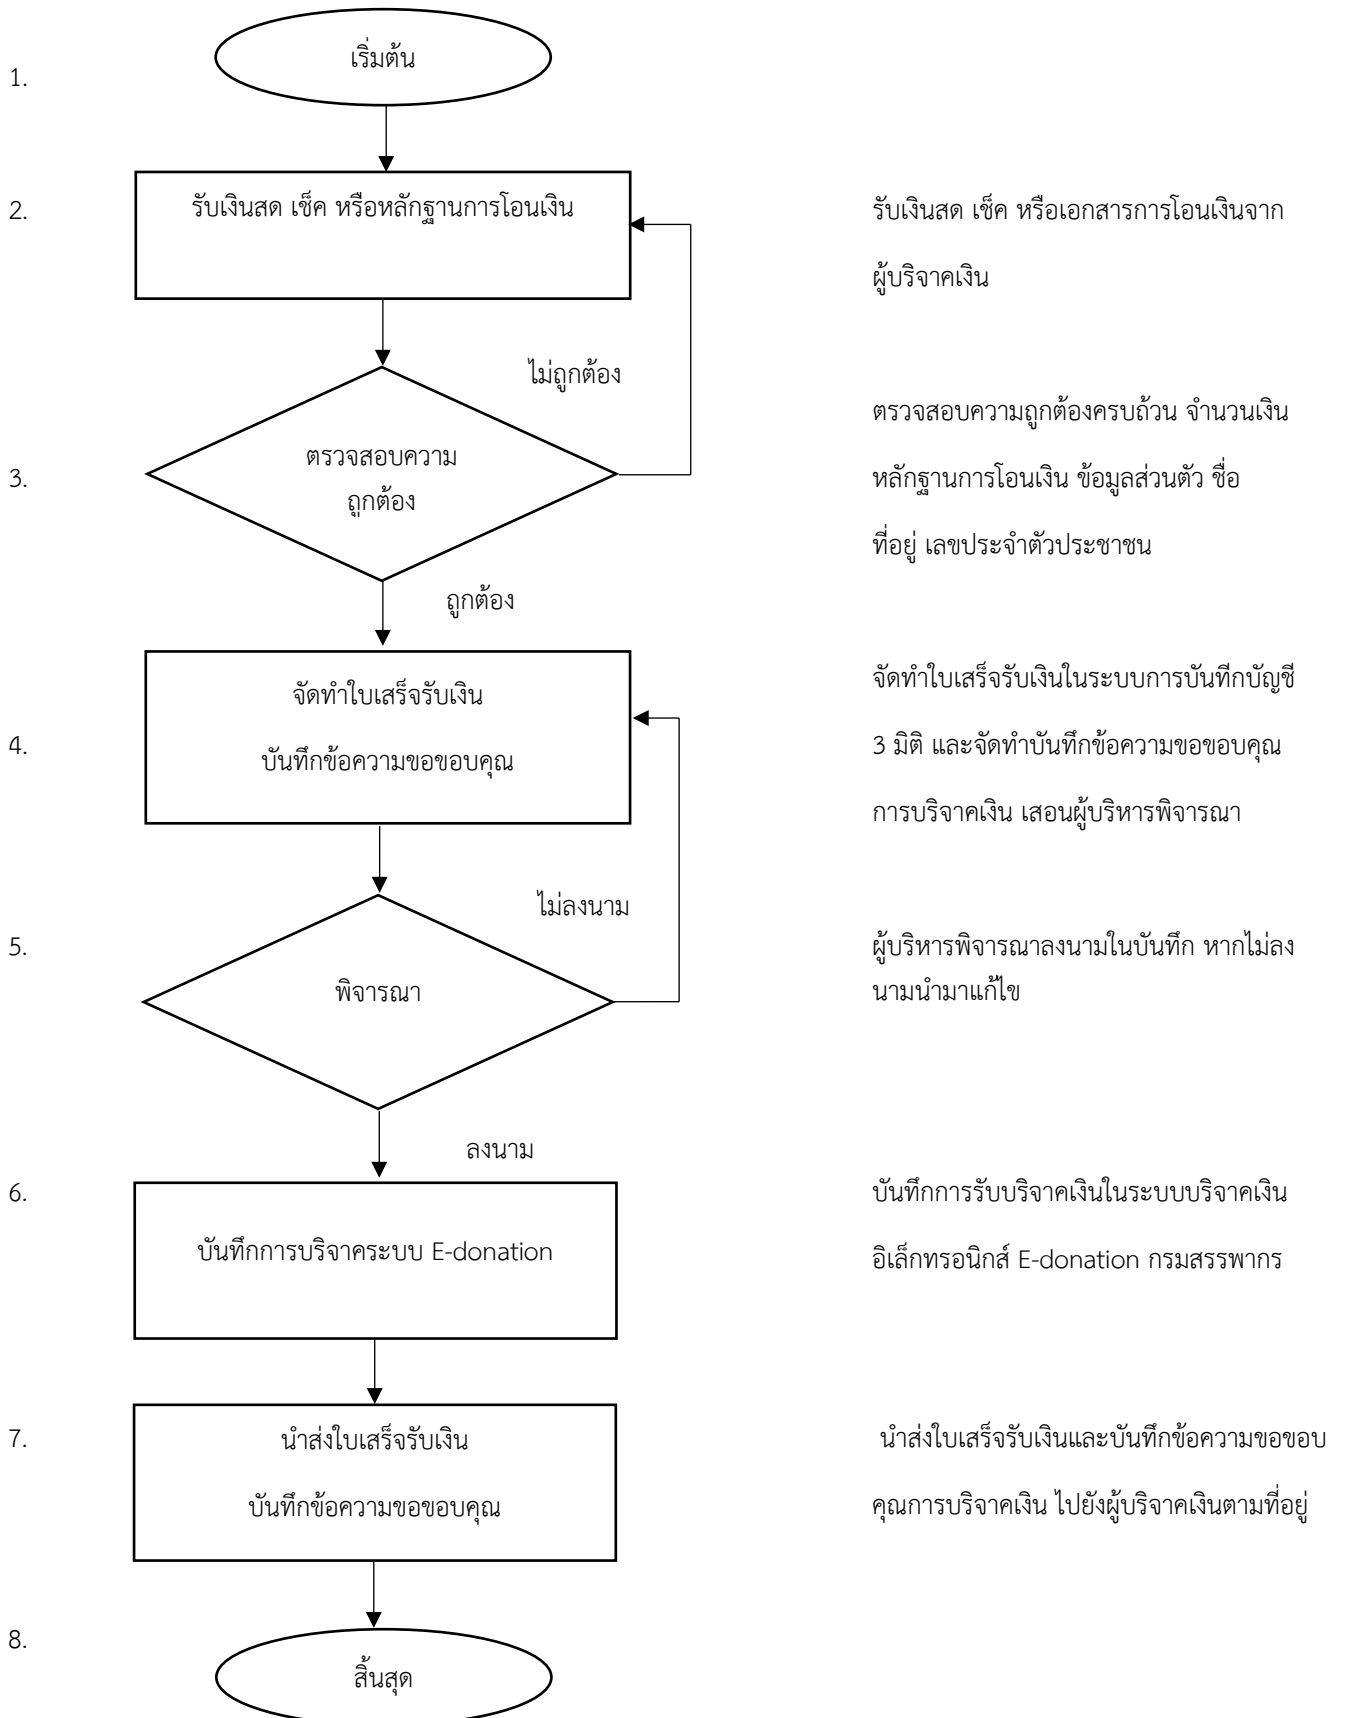 เริ่มต้น
1.
2.
รับเงินสด เช็ค หรือหลักฐานการโอนเงิน
รับเงินสด เช็ค หรือเอกสารการโอนเงินจาก
ผู้บริจาคเงิน
ไม่ถูกต้อง
3.
ตรวจสอบความ
ถูกต้อง
ตรวจสอบความถูกต้องครบถ้วน จำนวนเงิน
หลักฐานการโอนเงิน ข้อมูลส่วนตัว ชื่อ
ที่อยู่ เลขประจำตัวประชาชน
ถูกต้อง
4.
จัดทำใบเสร็จรับเงิน
บันทึกข้อความขอขอบคุณ
จัดทำใบเสร็จรับเงินในระบบการบันทึกบัญชี
3 มิติ และจัดทำบันทึกข้อความขอขอบคุณ
การบริจาคเงิน เสอนผู้บริหารพิจารณา
ไม่ลงนาม
5.
พิจารณา
ผู้บริหารพิจารณาลงนามในบันทึก หากไม่ลง
นามนำมาแก้ไข
ลงนาม
6.
บันทึกการบริจาคระบบ E-donation
บันทึกการรับบริจาคเงินในระบบบริจาคเงิน
อิเล็กทรอนิกส์ E-donation กรมสรรพากร
7.
นำส่งใบเสร็จรับเงิน
บันทึกข้อความขอขอบคุณ
นำส่งใบเสร็จรับเงินและบันทึกข้อความขอขอบ
คุณการบริจาคเงิน ไปยังผู้บริจาคเงินตามที่อยู่
8.
สิ้นสุด